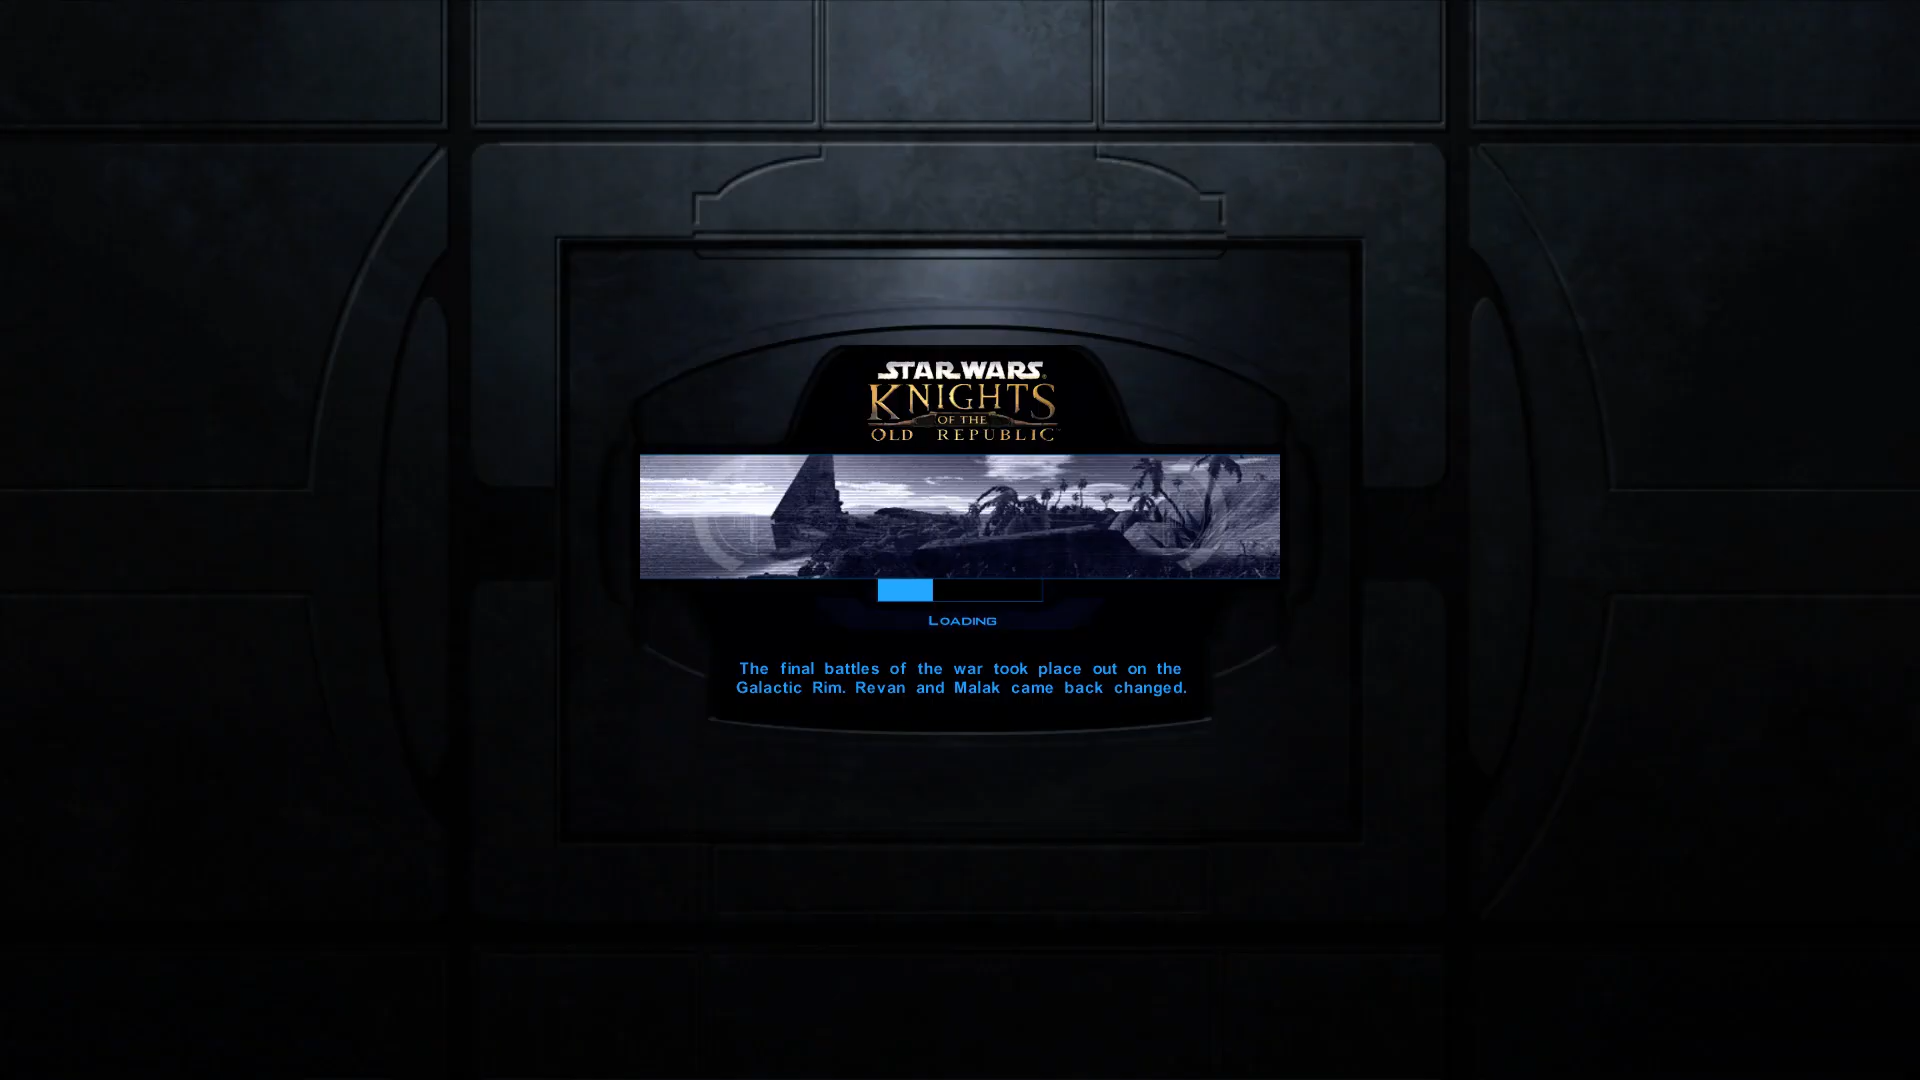 STAR WARS
KNIGHTS
OF THE
OLD REPUBLIC
LOADING
The final battles of the war took place out on the
Galactic Rim. Revan and Malak came back changed.